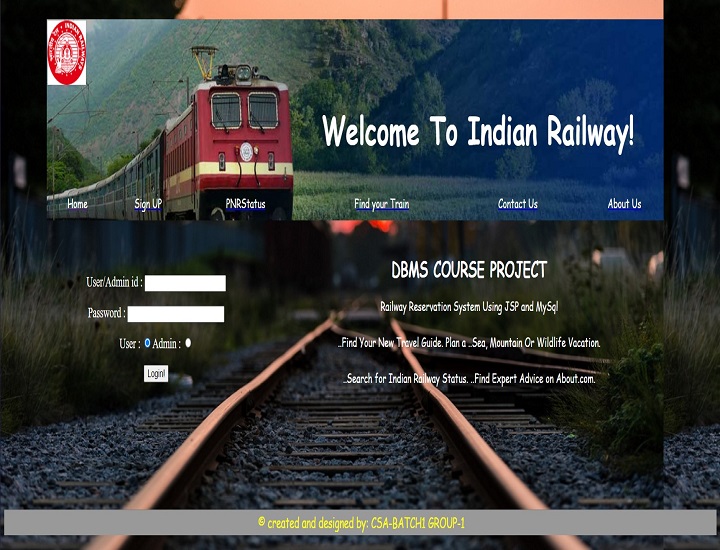 INDIAN RAILWAYS
Welcome To Indian Railway!
Home Sign UP PNRStatus Find your Train Contact Us About Us
User/Admin id :
DBMS COURSE PROJECT
Password :
Railway Reservation System Using JSP and MySql
User : Admin :
..Find Your New Travel Guide. Plan a ..Sea, Mountain Or Wildlife Vacation.
Login!
..Search for Indian Railway Status. ..Find Expert Advice on About.com.
© created and designed by: CSA-BATCH1 GROUP-1